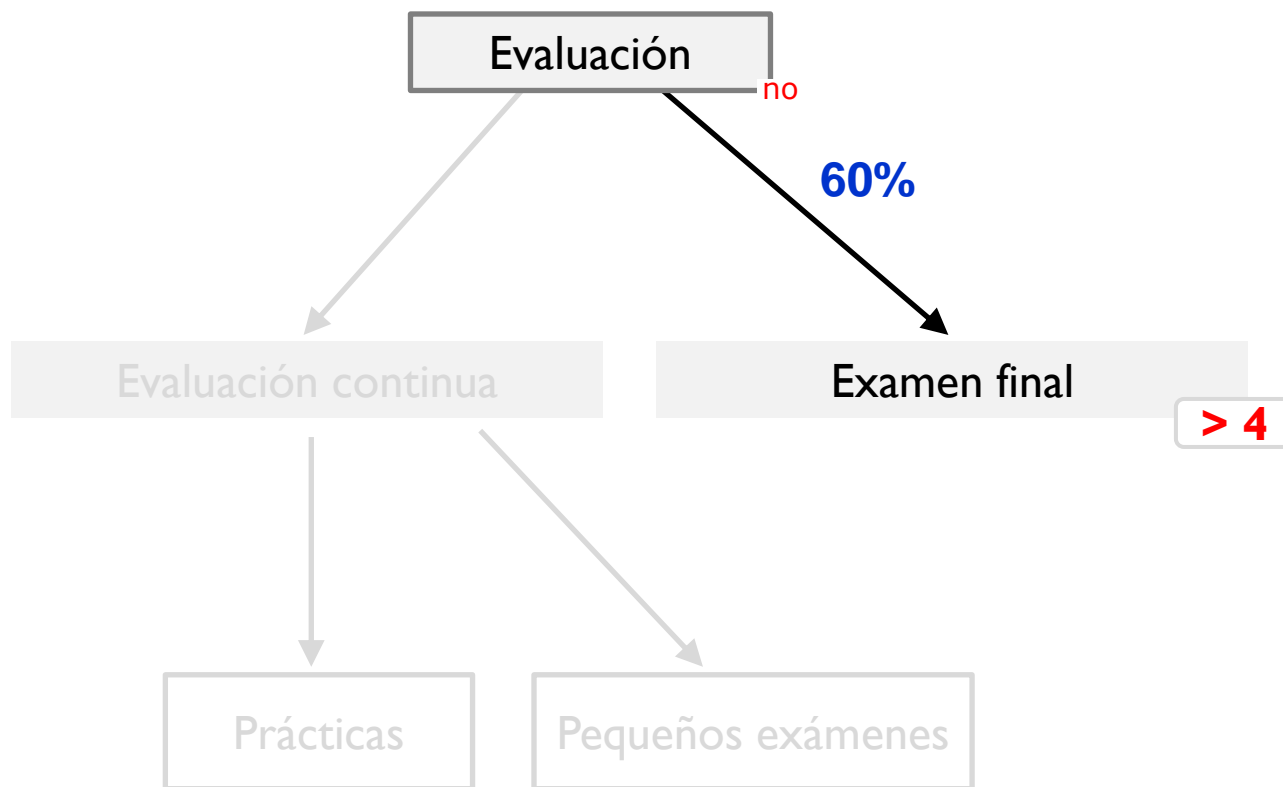 Evaluación
no
60%
Evaluación continua
Examen final
> 4
Prácticas
Pequeños exámenes